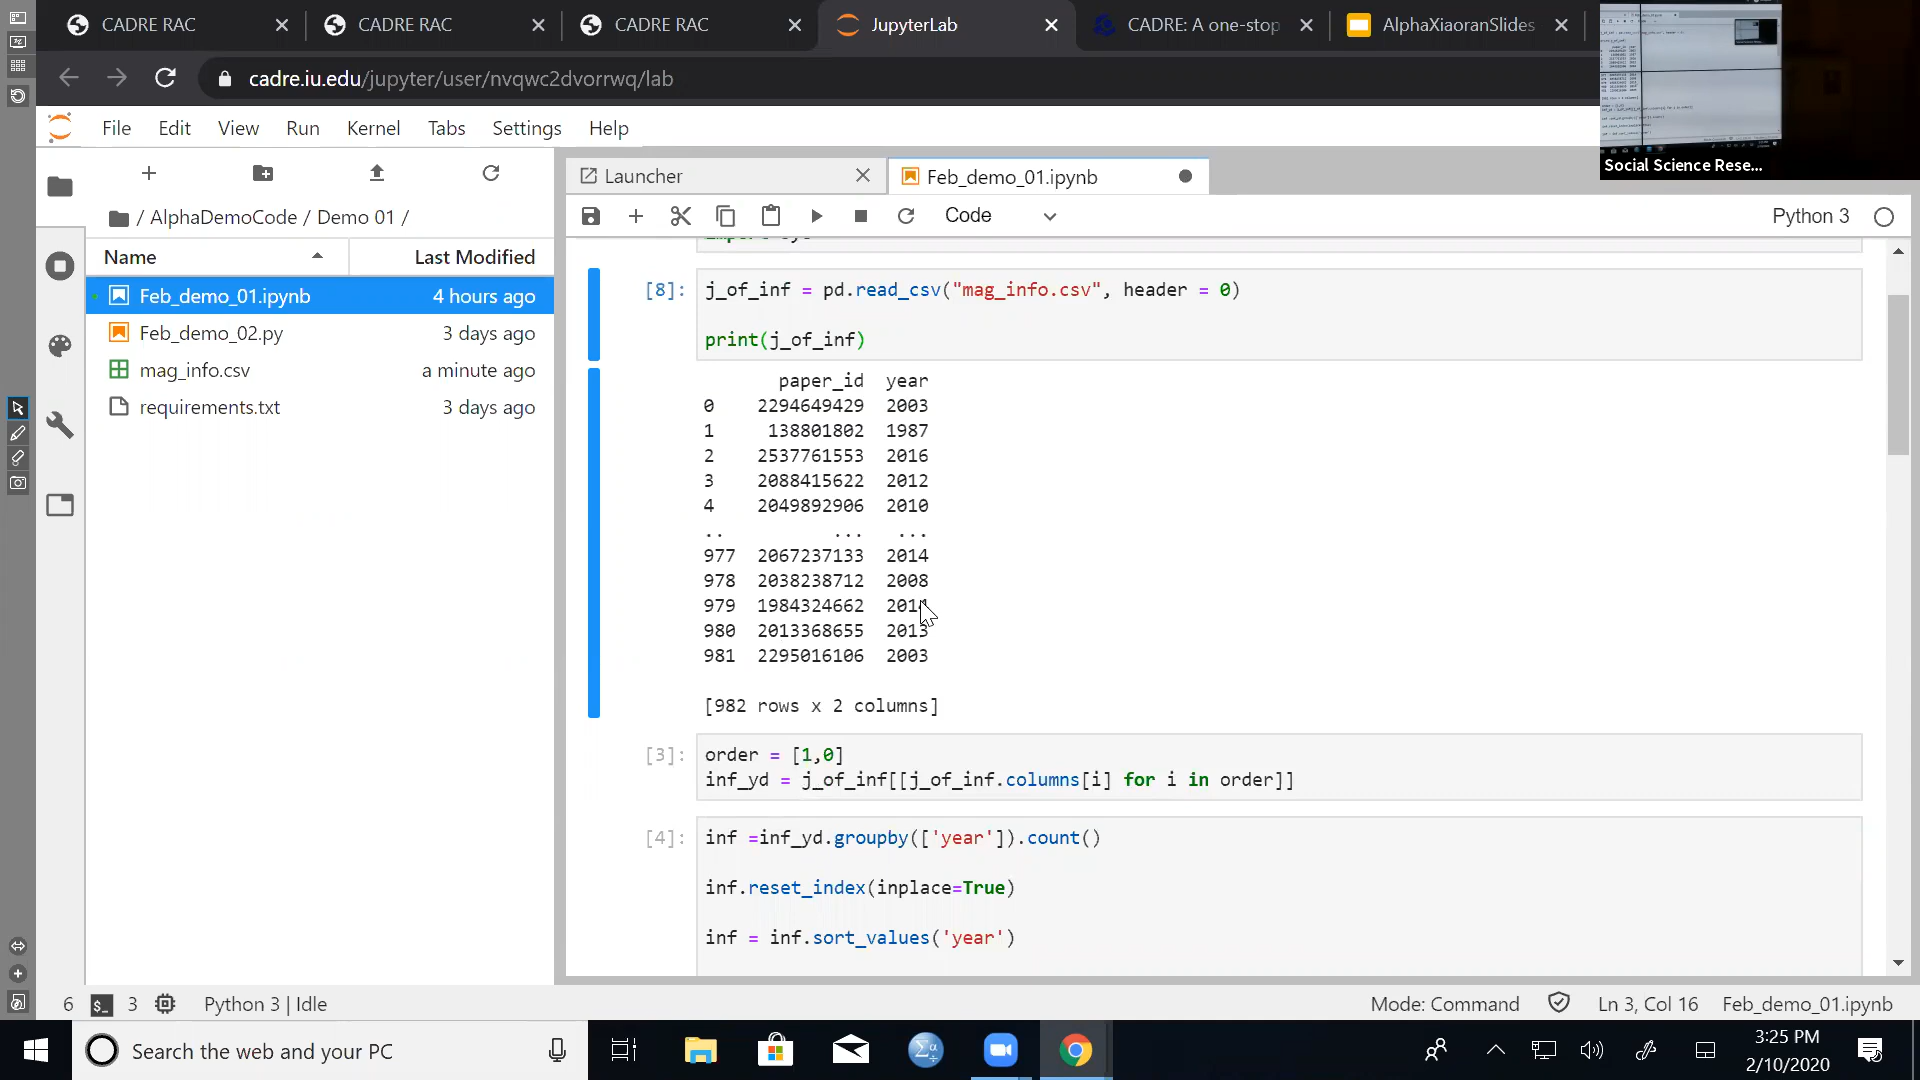 CADRE RAC
CADRE RAC
CADRE RAC
JupyterLab
CADRE: A one-stop
AlphaXiaoranSlides
cadre.iu.edu/jupyter/user/nvqwc2dvorrwq/lab
Social Science Rese...
File Edit View Run Kernel Tabs Settings Help
Launcher
Feb_demo_01.ipynb
/ AlphaDemoCode / Demo 01 /
Code
Python 3
Name Last Modified
Feb_demo_01.ipynb 4 hours ago
Feb_demo_02.py 3 days ago
mag_info.csv a minute ago
requirements.txt 3 days ago
[8]: j_of_inf = pd.read_csv("mag_info.csv", header = 0)
print(j_of_inf)
paper_id year
0 2294649429 2003
1 138801802 1987
2 2537761553 2016
3 2088415622 2012
4 2049892906 2010
.. ... ...
977 2067237133 2014
978 2038238712 2008
979 1984324662
980 2013368655 2013
981 2295016106 2003
[982 rows x 2 columns]
[3]: order = [1,0]
inf_yd = j_of_inf[[j_of_inf.columns[i] for i in order]]
[4]: inf =inf_yd.groupby(['year']).count()
inf.reset_index(inplace=True)
inf = inf.sort_values('year')
6 3 Python 3 | Idle
Mode: Command Ln 3, Col 16 Feb_demo_01.ipynb
Search the web and your PC
3:25 PM
2/10/2020